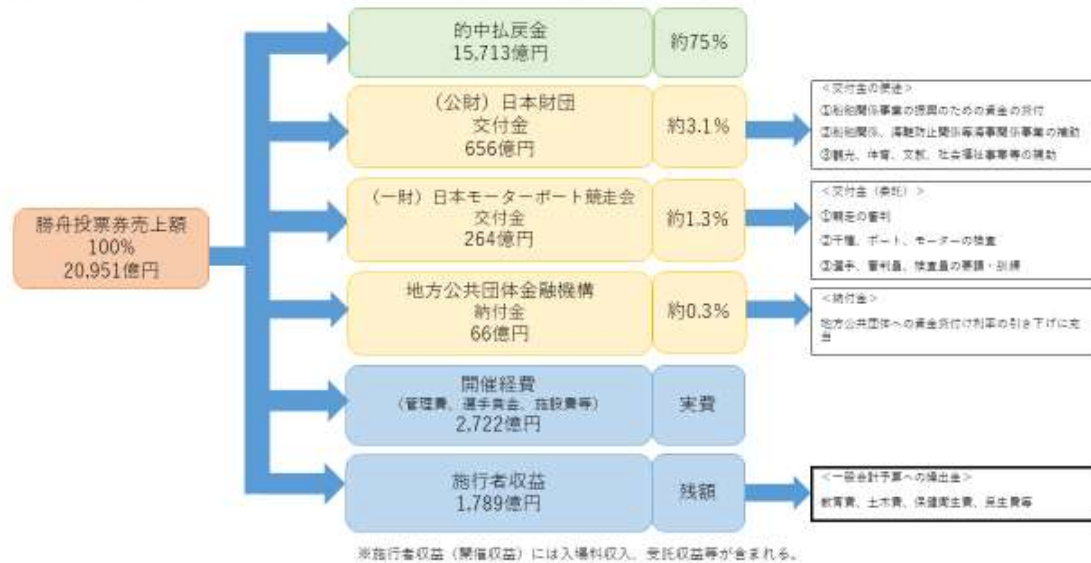 的中払戻金
15,713億円
約75%
(公財)日本財団
交付金
656億円
約3.1%
<交付金の使途>
①船舶関係事業の振興のための資金の貸付
②船舶関係、海難防止関係等海事関係事業の補助
③観光、体育、文教、社会福祉事業等の補助
勝舟投票券売上額
100%
20,951億円
(一財)日本モーターボート競走会
交付金
264億円
約1.3%
<交付金(委託)>
①競走の審判
②ボート、モーターの検査
③選手、審判員、検査員の養成・訓練
地方公共団体金融機構
納付金
66億円
約0.3%
<納付金>
地方公共団体への資金貸付け利率の引き下げに充
当
開催経費
(管理費、選手賞金、施設費等)
2,722億円
実費
施行者収益
1,789億円
残額
<一般会計予算への繰出金>
教育費、土木費、保健衛生費、民生費等
※施行者収益(開催収益)には入場料収入、受託収益等が含まれる。